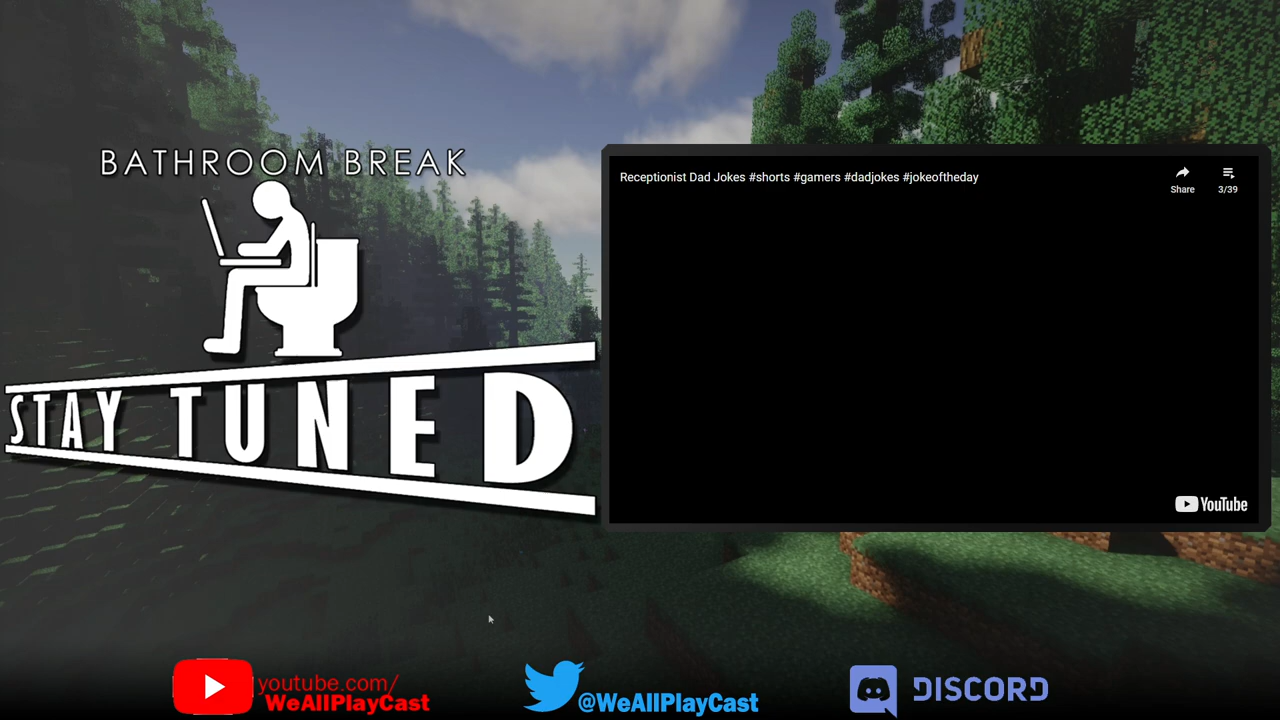 BATHROOM BREAK
STAY TUNED
Receptionist Dad Jokes #shorts #gamers #dadjokes #jokeoftheday
Share
3/39
YouTube
youtube.com/
WeAllPlayCast
@WeAllPlayCast
DISCORD